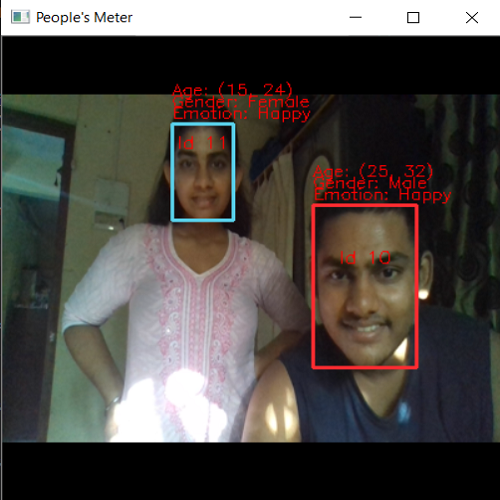 People's Meter
Age: (15, 24)
Gender: Female
Emotion: Happy
Id 11
Age: (25, 32)
Gender: Male
Emotion: Happy
Id 10